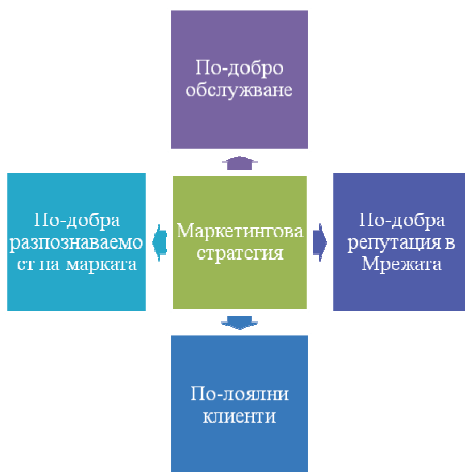 По-добро
обслужване
По-добра
разпознаваемо
ст на марката
Маркетингова
стратегия
По-добра
репутация в
Мрежата
По-лоялни
клиенти